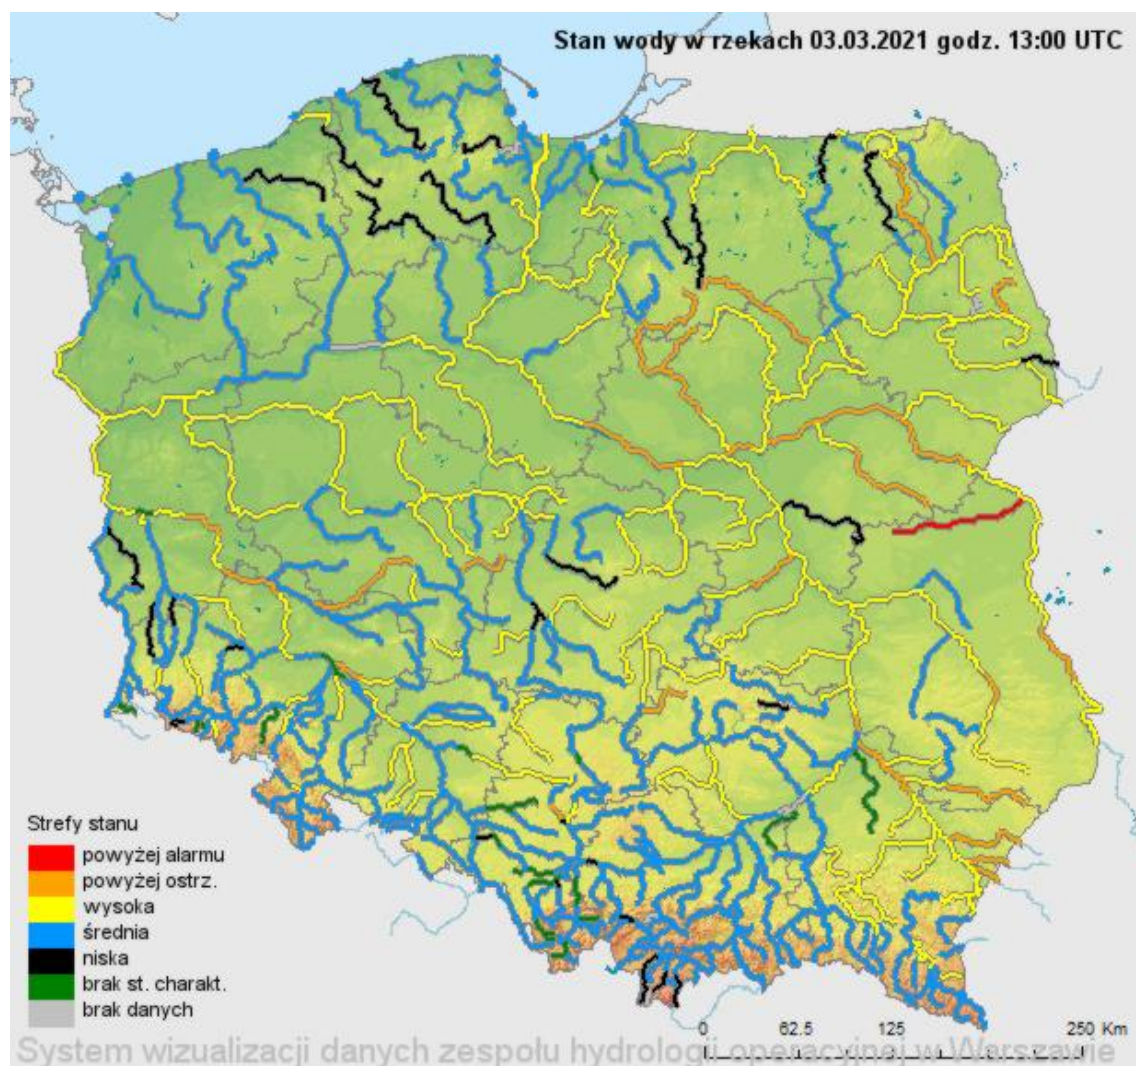 Stan wody w rzekach 03.03.2021 godz. 13:00 UTC
Strefy stanu
powyżej alarmu
powyżej ostrz.
wysoka
średnia
niska
brak st. charakt.
brak danych
0 62.5 125 250 Km
System wizualizacji danych zespołu hydrologii operacyjnej w Warszawie